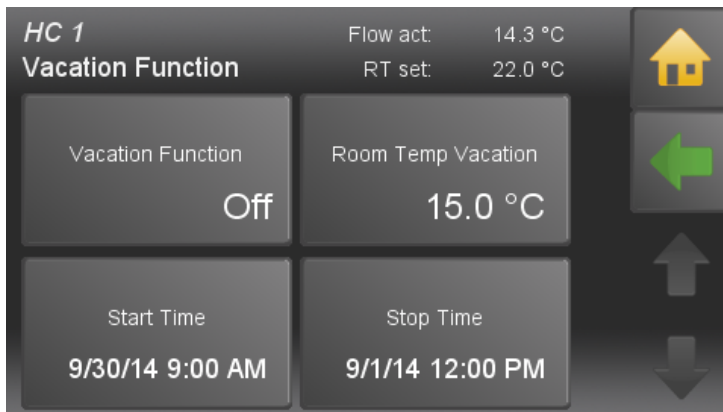 HC 1
Flow act: 14.3 °C
Vacation Function
RT set: 22.0 °C
Vacation Function
Off
Room Temp Vacation
15.0 °C
Start Time
9/30/14 9:00 AM
Stop Time
9/1/14 12:00 PM